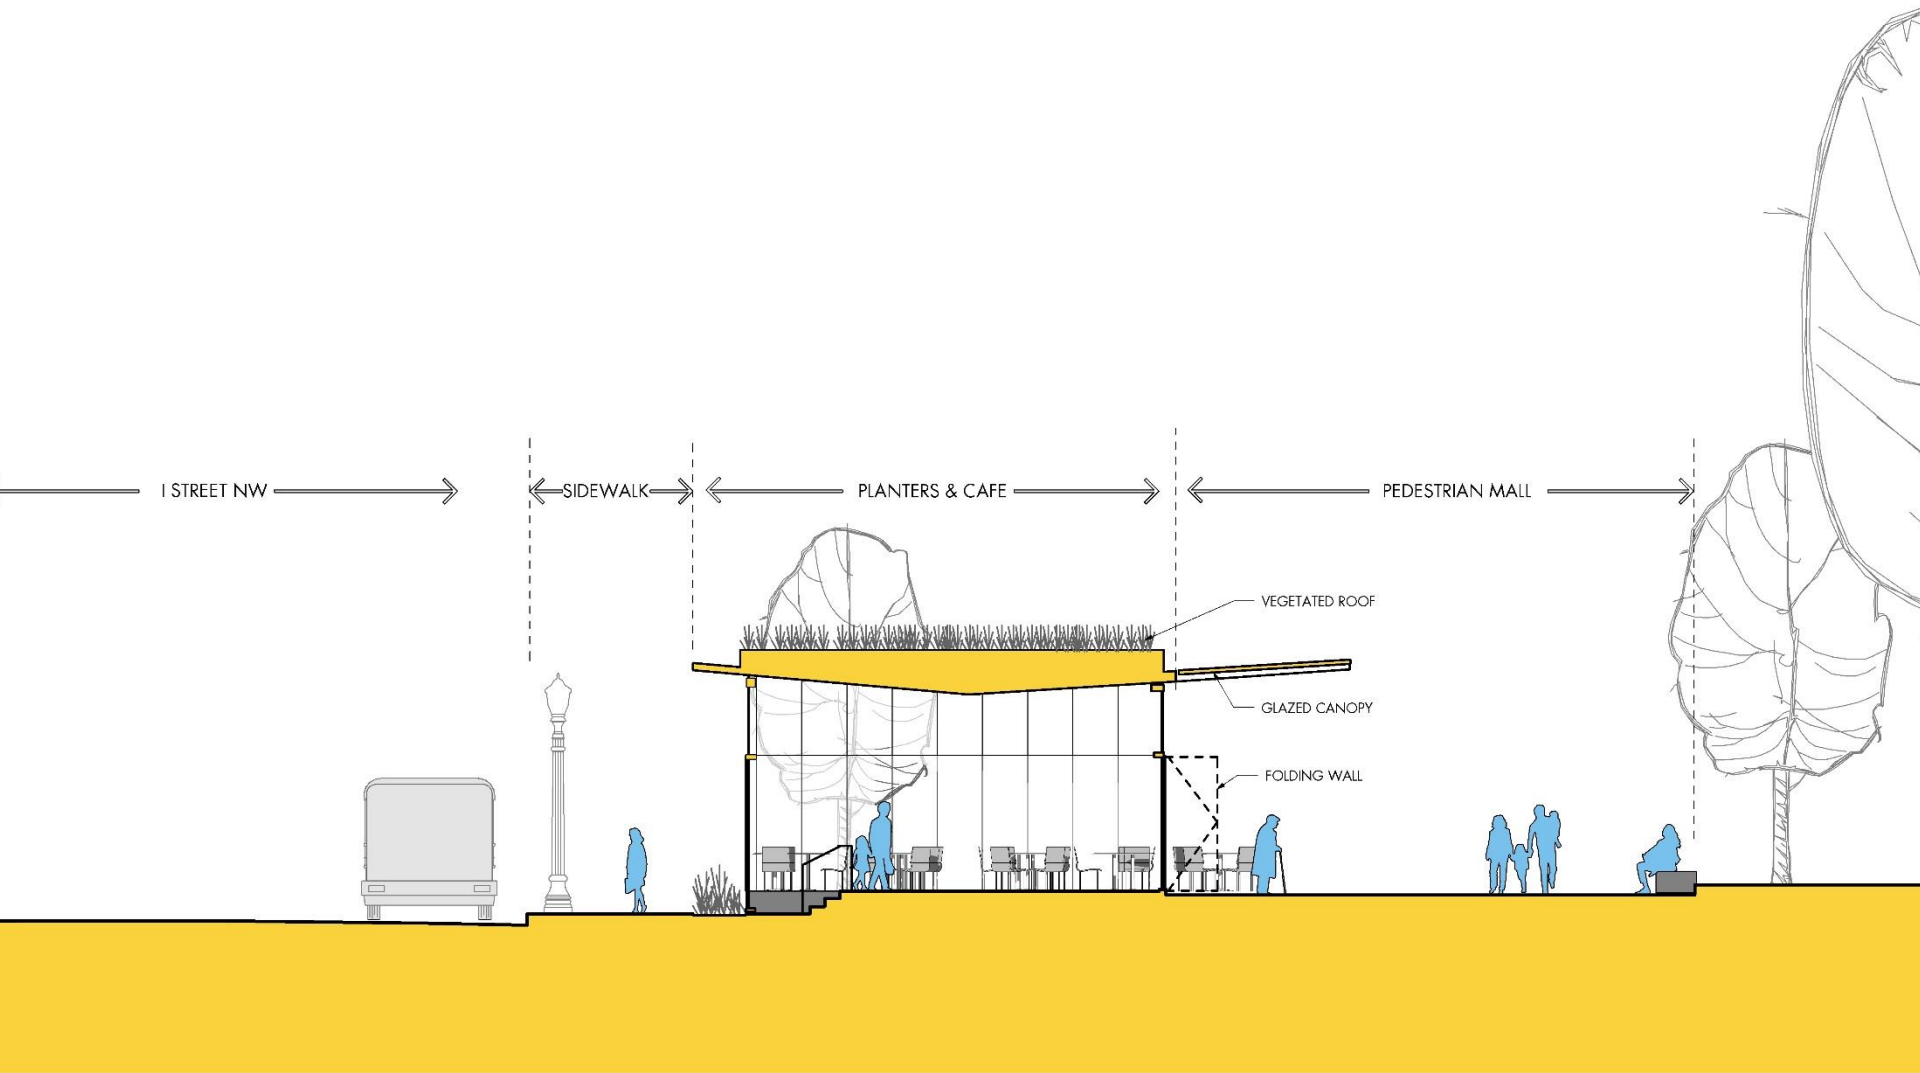 I STREET NW
SIDEWALK
PLANTERS & CAFE
PEDESTRIAN MALL
VEGETATED ROOF
GLAZED CANOPY
FOLDING WALL